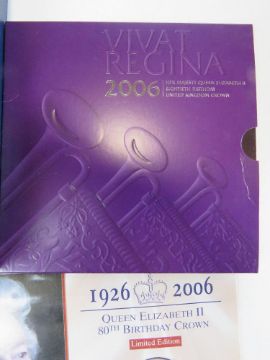 VIVAT
REGINA
2006
HER MAJESTY QUEEN ELIZABETH II
EIGHTIETH BIRTHDAY
UNITED KINGDOM CROWN
1926 2006
QUEEN ELIZABETH II
80TH BIRTHDAY CROWN
Limited Edition